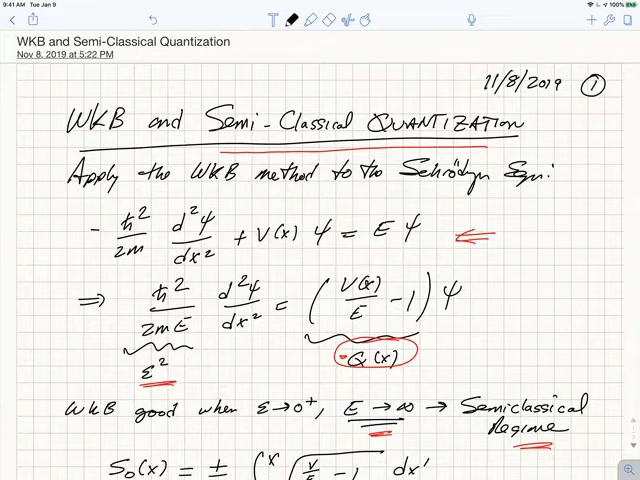 9:41 AM Tue Jan 9
100%
WKB and Semi-Classical Quantization
Nov 8, 2019 at 5:22 PM
11/8/2019 ①
WKB and Semi-Classical QUANTIZATION
Apply the WKB method to the Schrödgn Eqn:
- ħ²/2m d²ψ/dx² + V(x) ψ = E ψ ⇐
⇒ ħ²/2mE d²ψ/dx² = (V(x)/E - 1) ψ
ε² Q(x)
WKB good when ε → 0⁺, E → ∞ → Semiclassical
Regime
S₀(x) = ± ∫ˣ √(V/E - 1) dx'